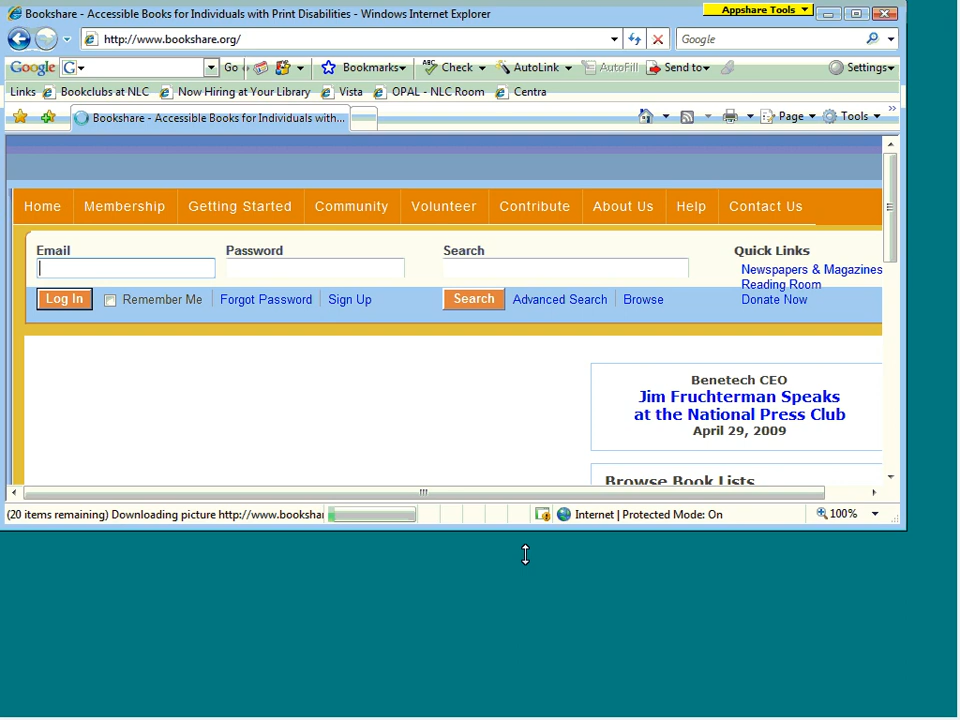 Bookshare - Accessible Books for Individuals with Print Disabilities - Windows Internet Explorer
Appshare Tools
http://www.bookshare.org/
Google
Google
G
Go
Bookmarks
ABC
Check
AutoLink
AutoFill
Send to
Settings
Links Bookclubs at NLC Now Hiring at Your Library Vista OPAL - NLC Room Centra
Bookshare - Accessible Books for Individuals with...
Page Tools
Home Membership Getting Started Community Volunteer Contribute About Us Help Contact Us
Email Password Search Quick Links
Newspapers & Magazines
Reading Room
Donate Now
Log In Remember Me Forgot Password Sign Up Search Advanced Search Browse
Benetech CEO
Jim Fruchterman Speaks
at the National Press Club
April 29, 2009
Browse Book Lists
(20 items remaining) Downloading picture http://www.booksha
Internet | Protected Mode: On
100%